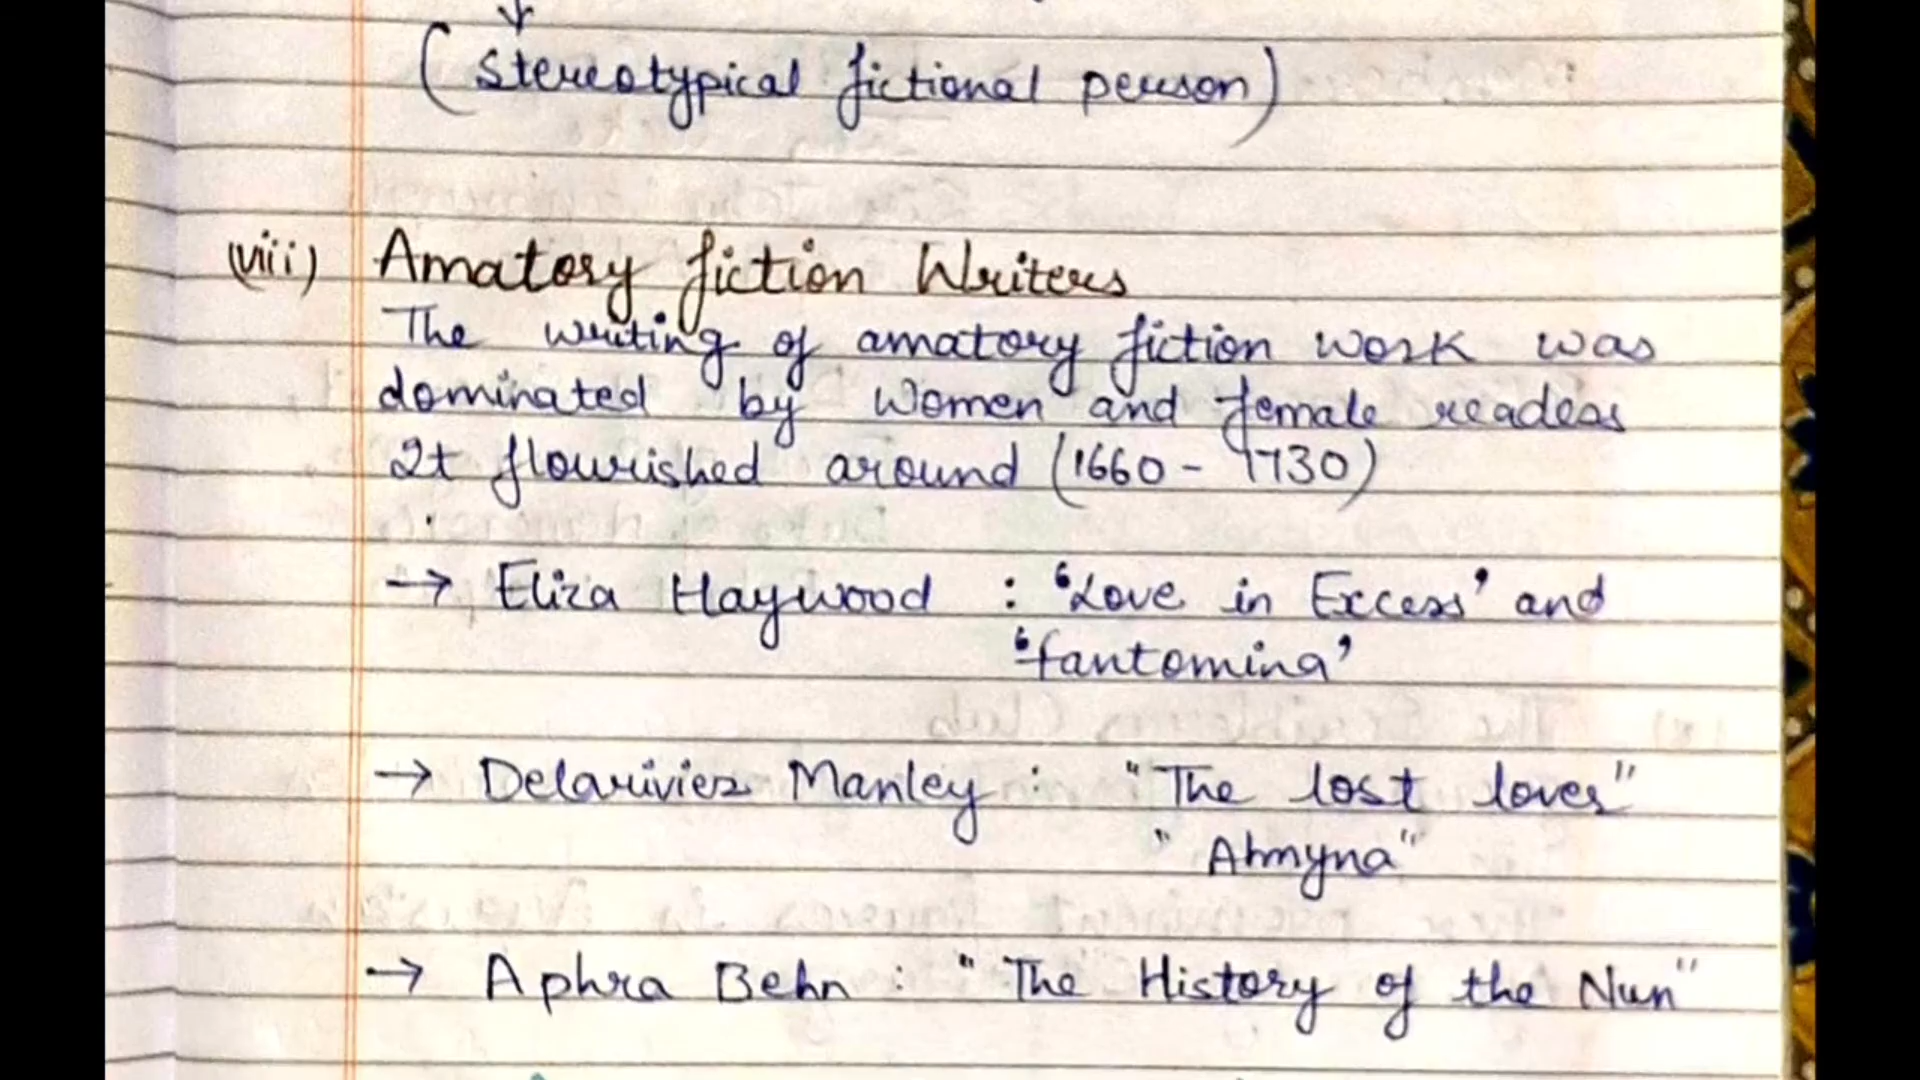 (stereotypical fictional person)
(viii) Amatory fiction Writers
The writing of amatory fiction work was
dominated by Women and female readers
It flourished around (1660 - 1730)
→ Eliza Haywood : 'Love in Excess' and
'fantomina'
→ Delarivier Manley : "The lost lover"
"Almyna"
→ Aphra Behn : "The History of the Nun"